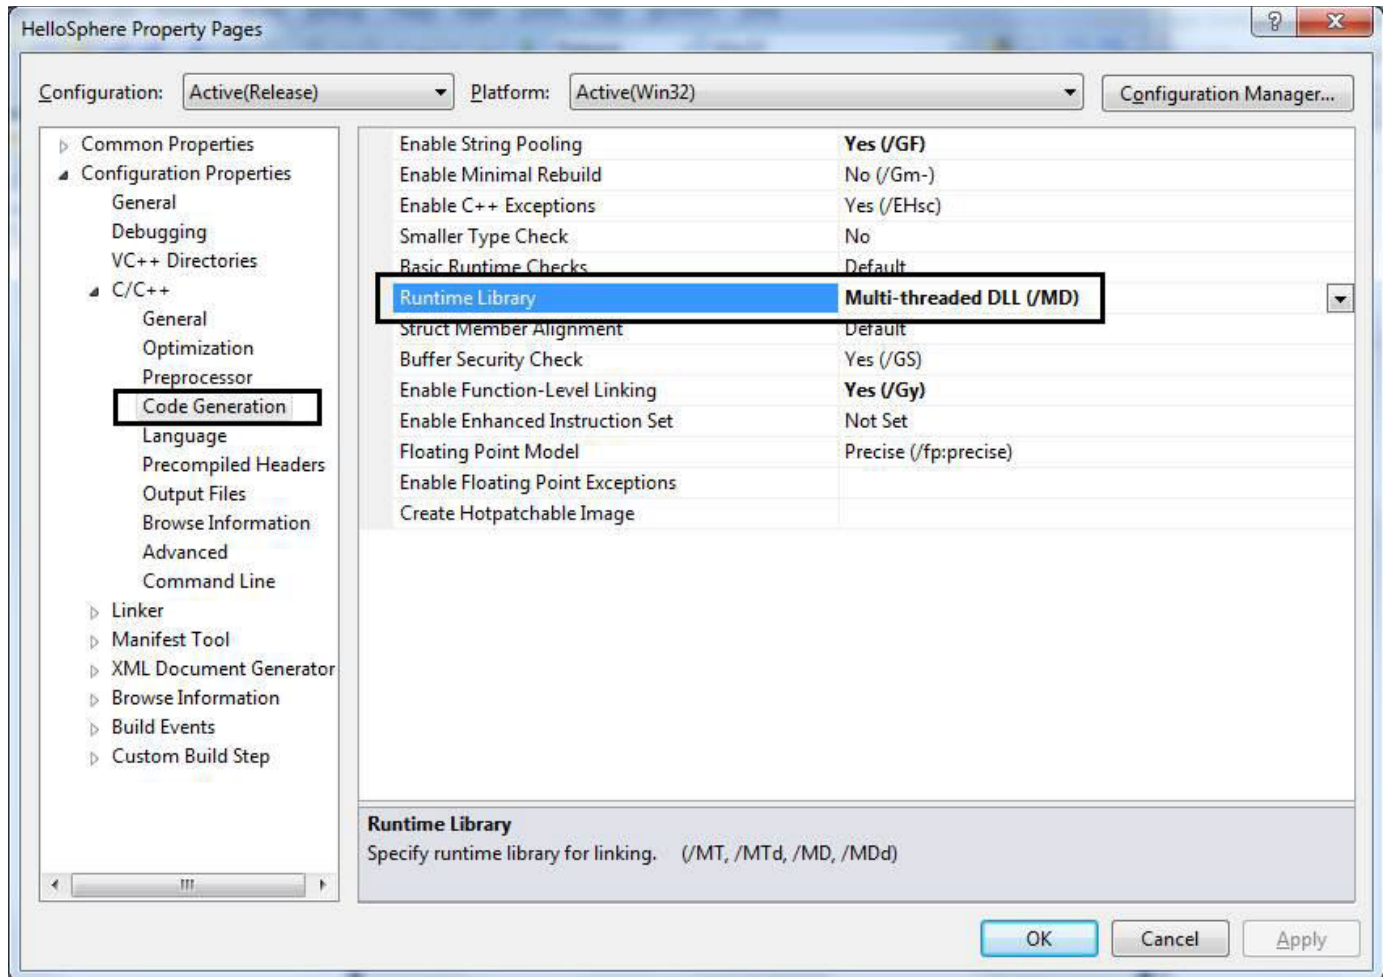 HelloSphere Property Pages
Configuration: Active(Release) Platform: Active(Win32) Configuration Manager...
Common Properties
Configuration Properties
General
Debugging
VC++ Directories
C/C++
General
Optimization
Preprocessor
Code Generation
Language
Precompiled Headers
Output Files
Browse Information
Advanced
Command Line
Linker
Manifest Tool
XML Document Generator
Browse Information
Build Events
Custom Build Step
Enable String Pooling Yes (/GF)
Enable Minimal Rebuild No (/Gm-)
Enable C++ Exceptions Yes (/EHsc)
Smaller Type Check No
Basic Runtime Checks Default
Runtime Library Multi-threaded DLL (/MD)
Struct Member Alignment Default
Buffer Security Check Yes (/GS)
Enable Function-Level Linking Yes (/Gy)
Enable Enhanced Instruction Set Not Set
Floating Point Model Precise (/fp:precise)
Enable Floating Point Exceptions
Create Hotpatchable Image
Runtime Library
Specify runtime library for linking. (/MT, /MTd, /MD, /MDd)
OK Cancel Apply